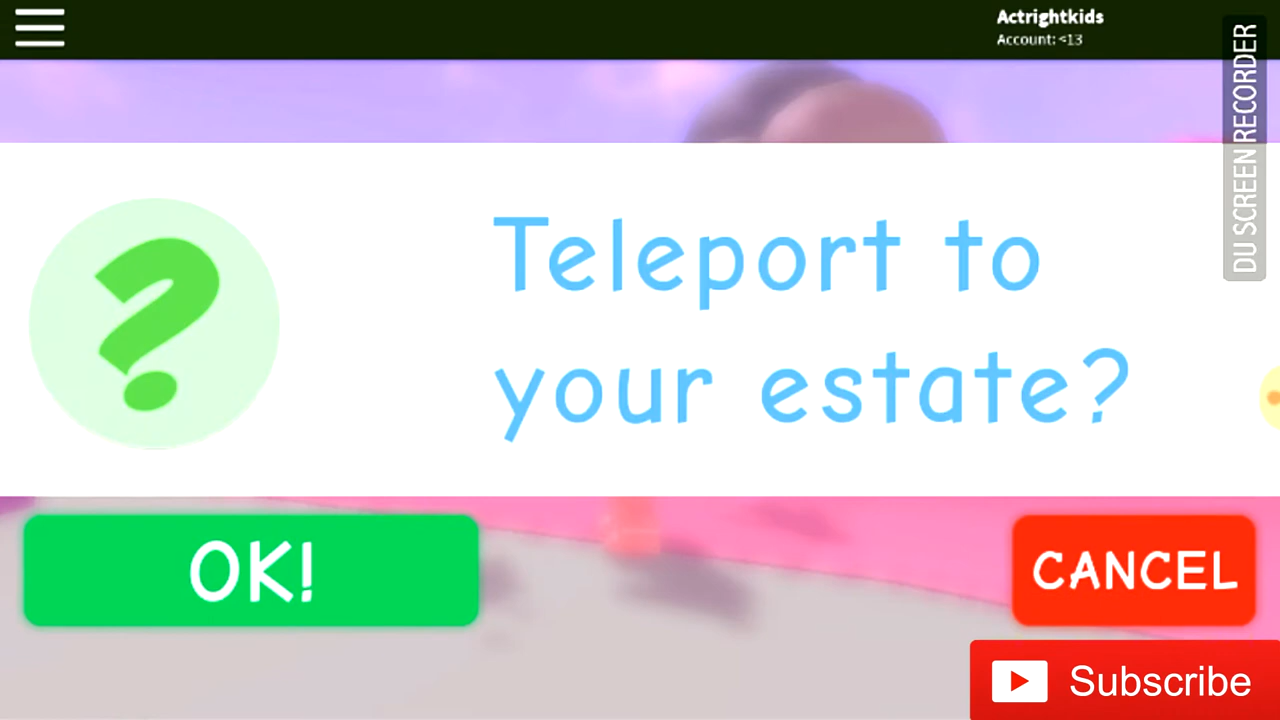 Actrightkids
Account: <13
DU SCREEN RECORDER
Teleport to
your estate?
OK!
CANCEL
Subscribe